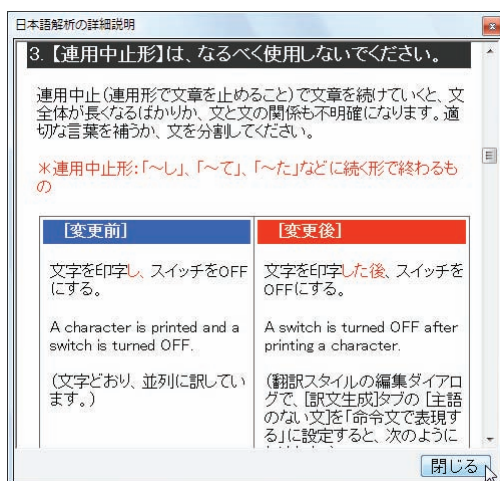 日本語解析の詳細説明
3. 【連用中止形】は、なるべく使用しないでください。
連用中止(連用形で文章を止めること)で文章を続けていくと、文
全体が長くなるばかりか、文と文の関係も不明確になります。適
切な言葉を補うか、文を分割してください。
＊連用中止形:「～し」、「～て」、「～た」などに続く形で終わるも
の
[変更前]
文字を印字し、スイッチをOFF
にする。
A character is printed and a
switch is turned OFF.
(文字どおり、並列に訳してい
ます。)
[変更後]
文字を印字した後、スイッチを
OFFにする。
A switch is turned OFF after
printing a character.
(翻訳スタイルの編集ダイアロ
グで、[訳文生成]タブの [主語
のない文]を「命令文で表現す
る」に設定すると、次のように
閉じる